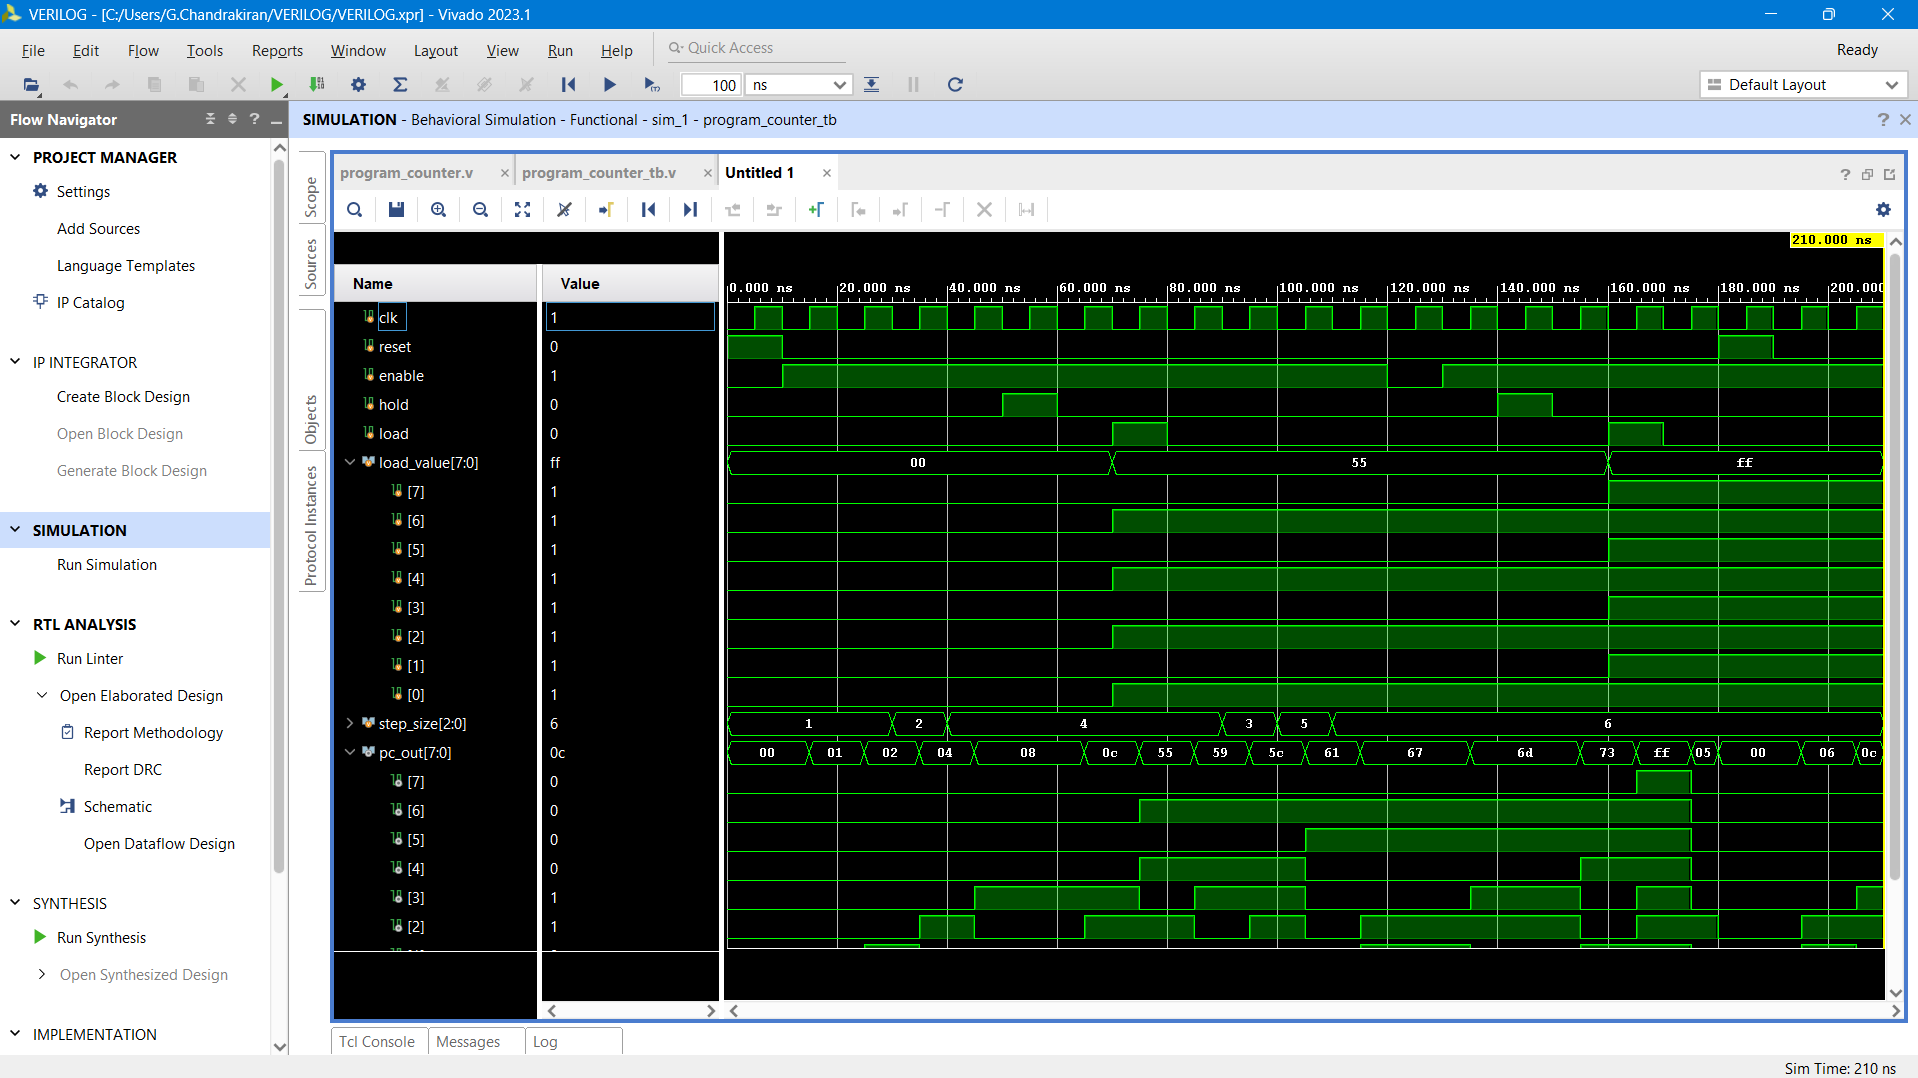 VERILOG - [C:/Users/G.Chandrakiran/VERILOG/VERILOG.xpr] - Vivado 2023.1
File Edit Flow Tools Reports Window Layout View Run Help Quick Access Ready
100 ns Default Layout
Flow Navigator
SIMULATION - Behavioral Simulation - Functional - sim_1 - program_counter_tb
PROJECT MANAGER
Settings
Add Sources
Language Templates
IP Catalog
IP INTEGRATOR
Create Block Design
Open Block Design
Generate Block Design
SIMULATION
Run Simulation
RTL ANALYSIS
Run Linter
Open Elaborated Design
Report Methodology
Report DRC
Schematic
Open Dataflow Design
SYNTHESIS
Run Synthesis
Open Synthesized Design
IMPLEMENTATION
Scope
Sources
Objects
Protocol Instances
program_counter.v program_counter_tb.v Untitled 1
210.000 ns
Name Value
0.000 ns 20.000 ns 40.000 ns 60.000 ns 80.000 ns 100.000 ns 120.000 ns 140.000 ns 160.000 ns 180.000 ns 200.000
clk 1
reset 0
enable 1
hold 0
load 0
load_value[7:0] ff 00 55 ff
[7] 1
[6] 1
[5] 1
[4] 1
[3] 1
[2] 1
[1] 1
[0] 1
step_size[2:0] 6 1 2 4 3 5 6
pc_out[7:0] 0c 00 01 02 04 08 0c 55 59 5c 61 67 6d 73 ff 05 00 06 0c
[7] 0
[6] 0
[5] 0
[4] 0
[3] 1
[2] 1
Tcl Console Messages Log
Sim Time: 210 ns